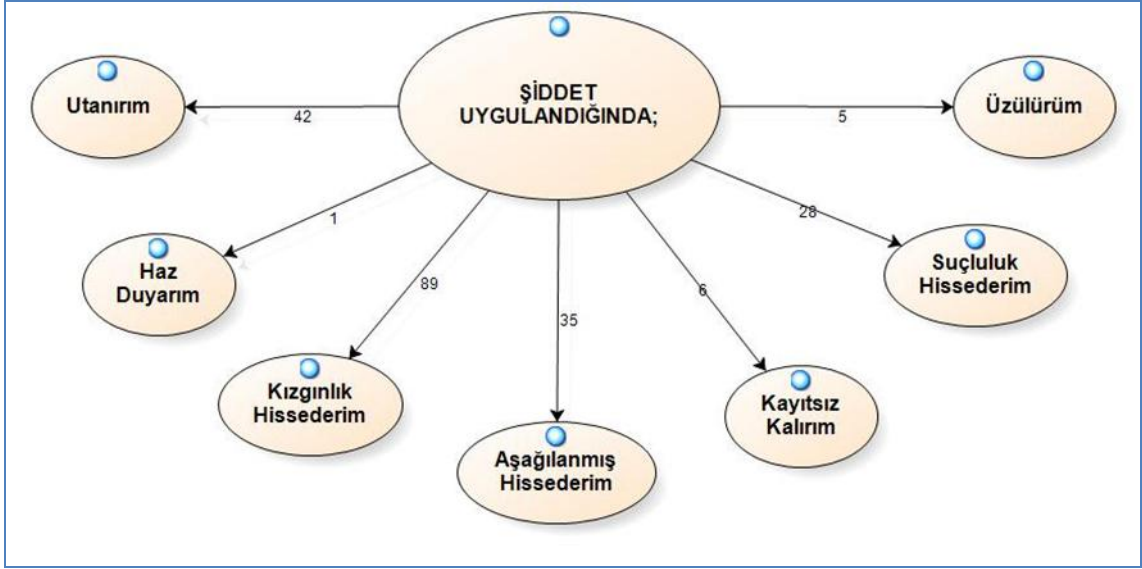 ŞİDDET
UYGULANDIĞINDA;
Utanırım
42
5
Üzülürüm
1
Haz
Duyarım
28
Suçluluk
Hissederim
89
Kızgınlık
Hissederim
35
Aşağılanmış
Hissederim
6
Kayıtsız
Kalırım